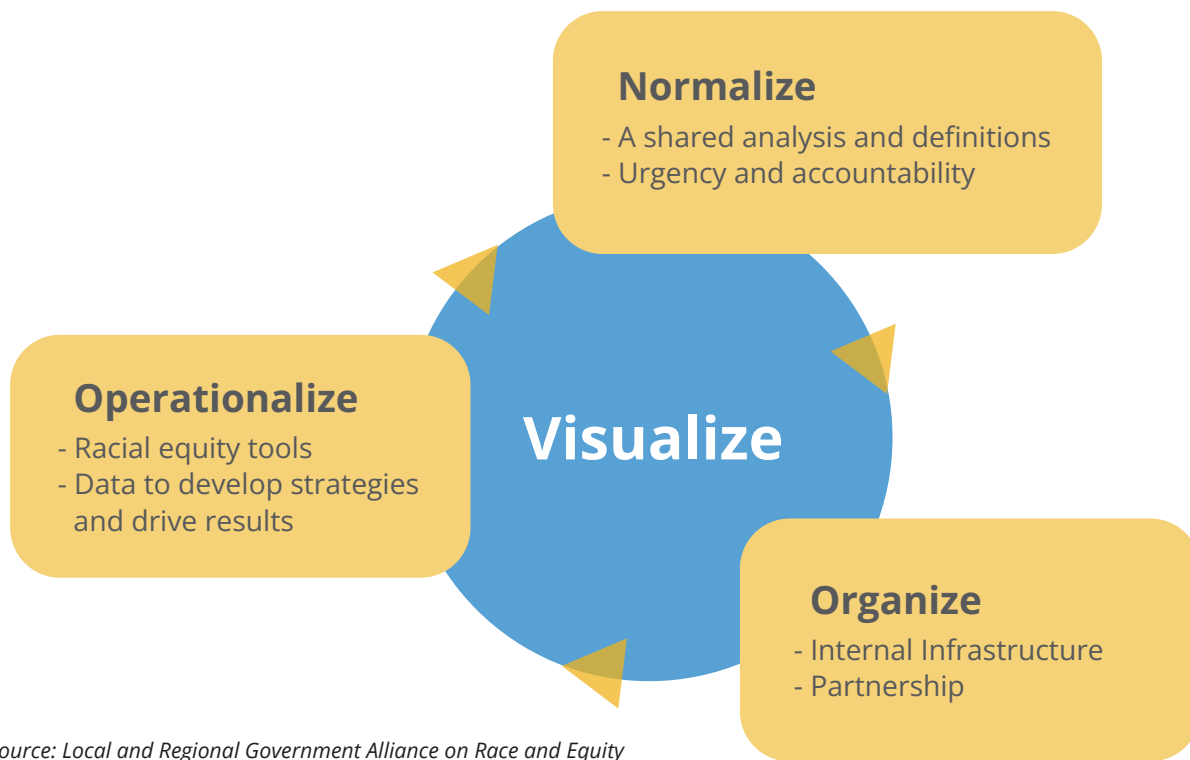 Normalize
- A shared analysis and definitions
- Urgency and accountability
Operationalize
- Racial equity tools
- Data to develop strategies
and drive results
Visualize
Organize
- Internal Infrastructure
- Partnership
ource: Local and Regional Government Alliance on Race and Equity